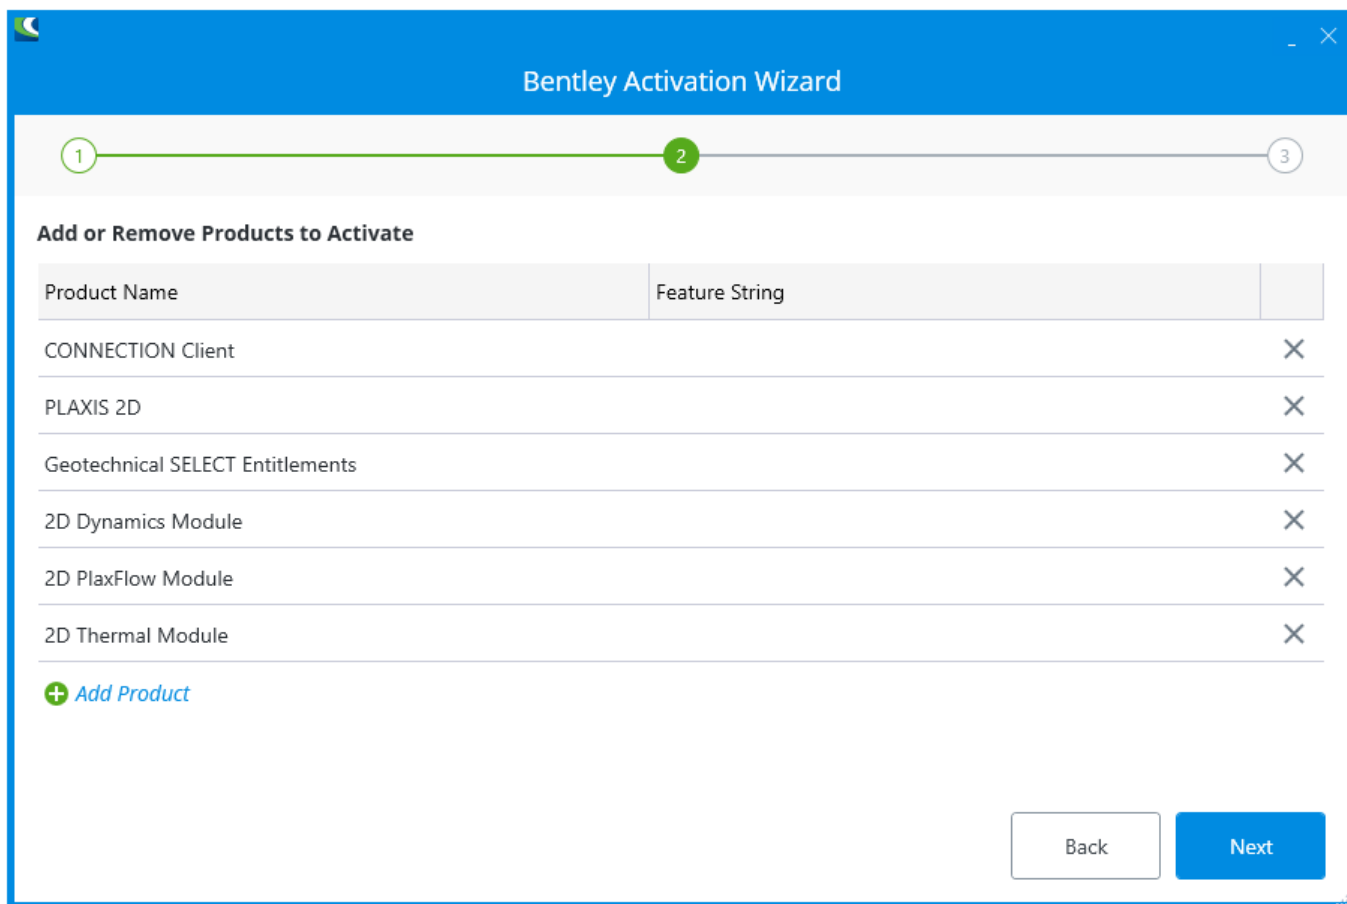 Bentley Activation Wizard
1 2 3
Add or Remove Products to Activate
Product Name Feature String
CONNECTION Client
PLAXIS 2D
Geotechnical SELECT Entitlements
2D Dynamics Module
2D PlaxFlow Module
2D Thermal Module
Add Product
Back Next